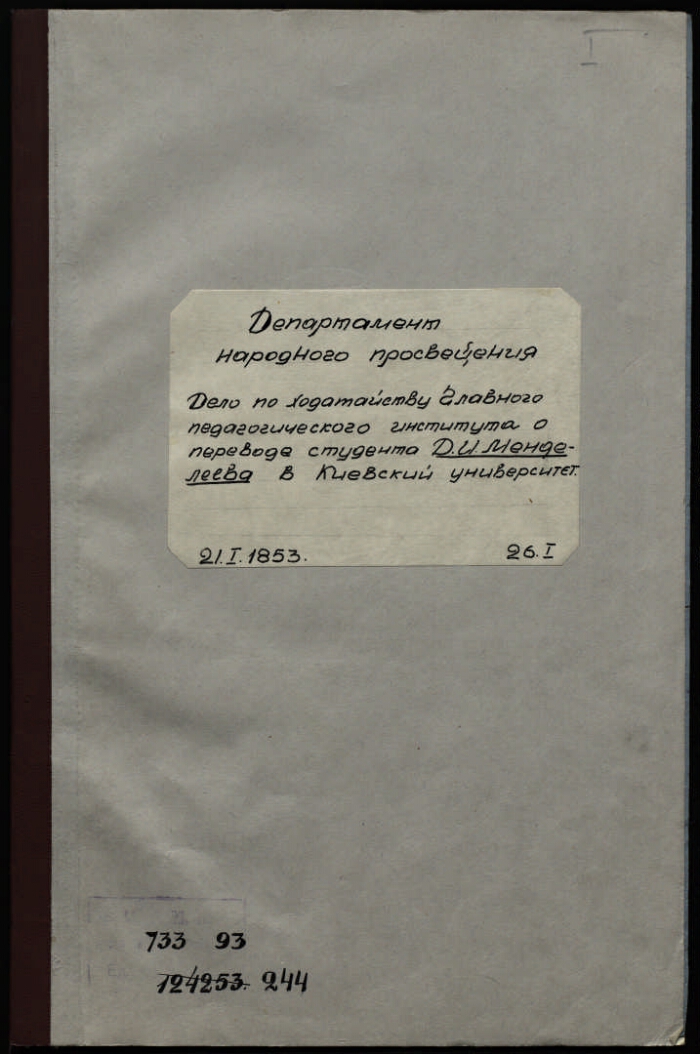 I
Департамент
народного просвещения
Дело по ходатайству Главного
педагогического института о
переводе студента Д.И.Менде-
леева в Киевский университет.
21.I.1853. 26.I
733 93
124253. 244